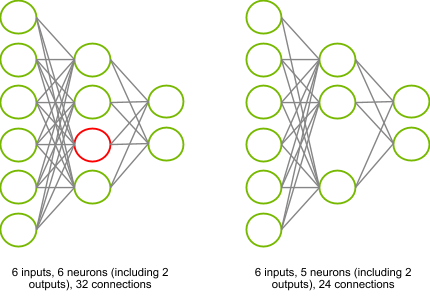 6 inputs, 6 neurons (including 2
outputs), 32 connections
6 inputs, 5 neurons (including 2
outputs), 24 connections